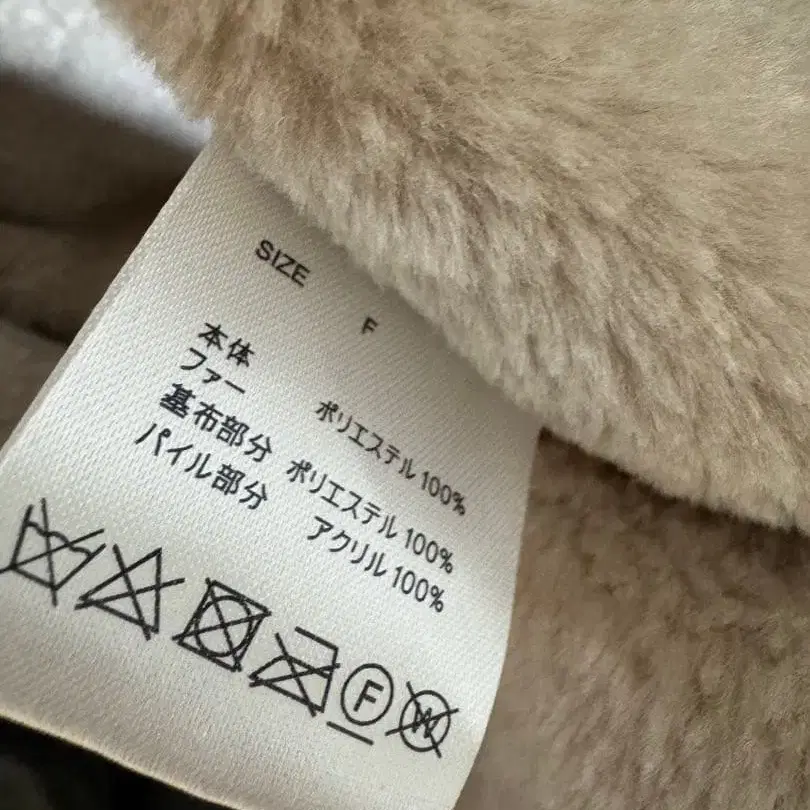 SIZE F
本体 ポリエステル100%
ファー
基布部分 ポリエステル100%
パイル部分 アクリル100%
F W